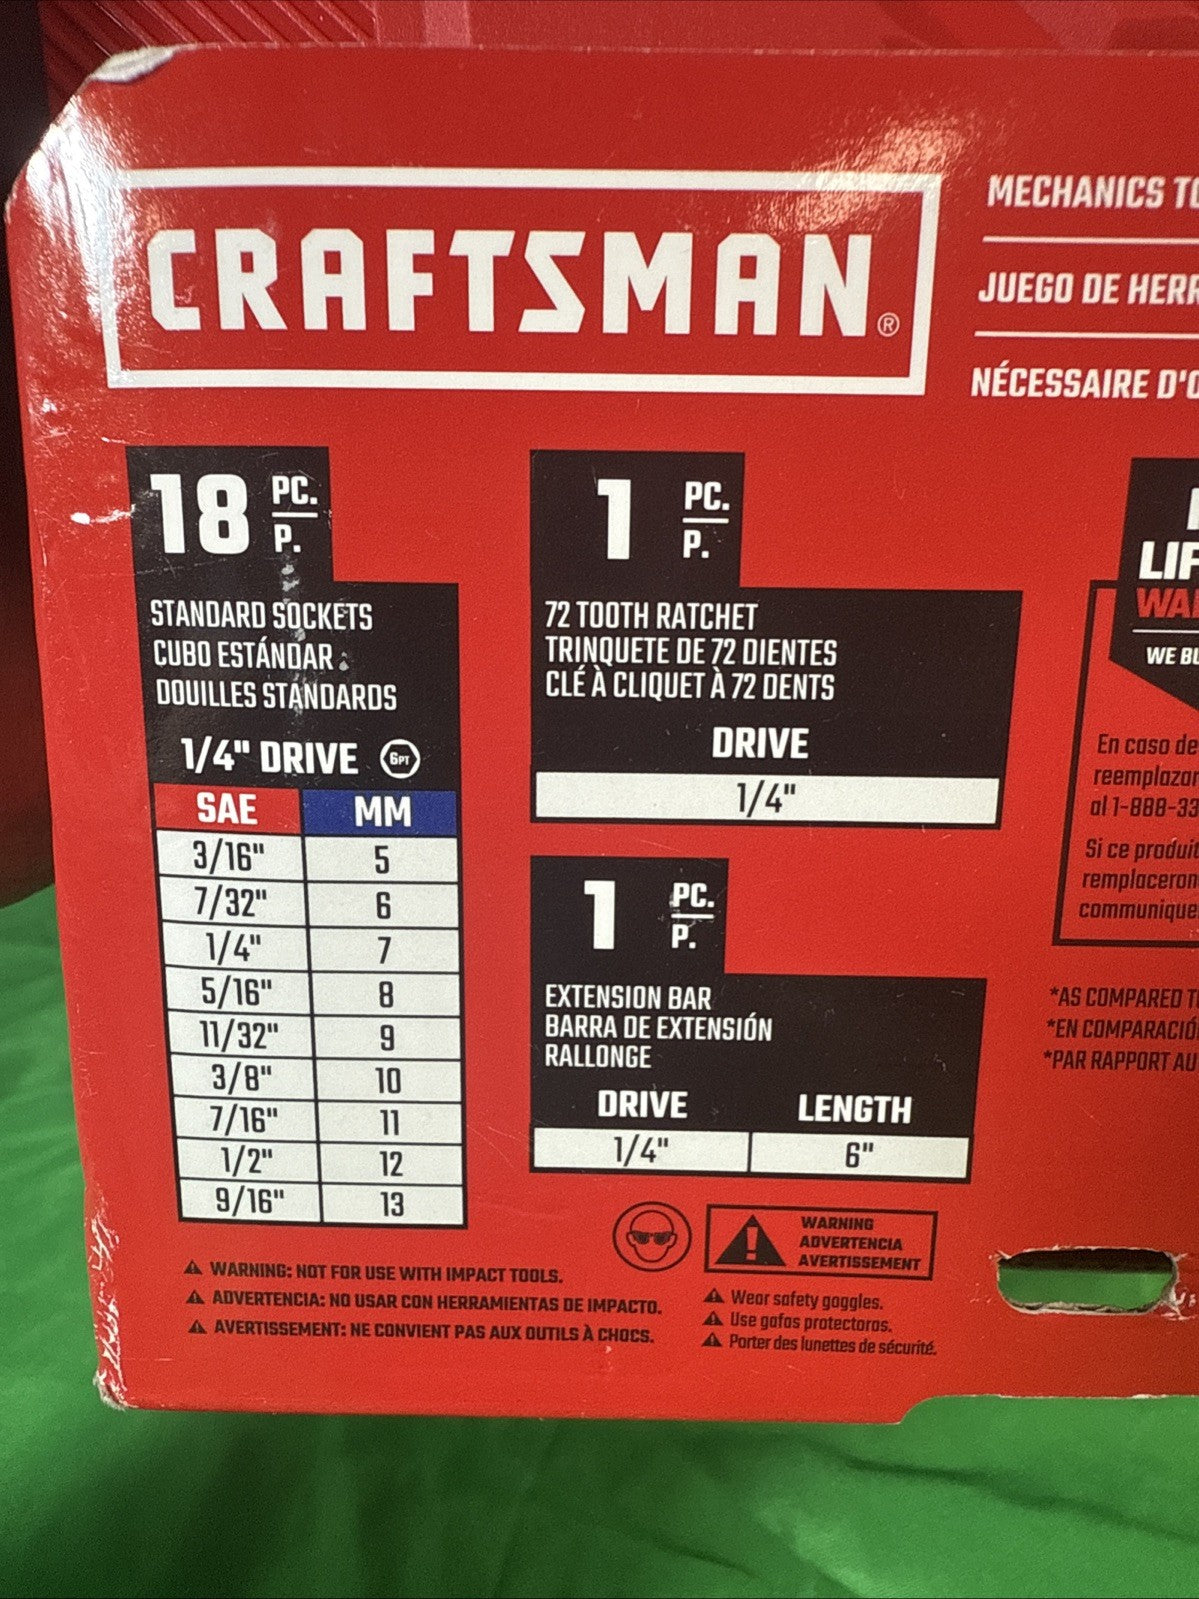 CRAFTSMAN®
MECHANICS
JUEGO DE
NÉCESSAIRE
18 PC.
P.
STANDARD SOCKETS
CUBO ESTÁNDAR
DOUILLES STANDARDS
1/4" DRIVE 6PT
SAE MM
3/16" 5
7/32" 6
1/4" 7
5/16" 8
11/32" 9
3/8" 10
7/16" 11
1/2" 12
9/16" 13
⚠ WARNING: NOT FOR USE WITH IMPACT TOOLS.
⚠ ADVERTENCIA: NO USAR CON HERRAMIENTAS DE IMPACTO.
⚠ AVERTISSEMENT: NE CONVIENT PAS AUX OUTILS À CHOCS.
1 PC.
P.
72 TOOTH RATCHET
TRINQUETE DE 72 DIENTES
CLÉ À CLIQUET À 72 DENTS
DRIVE
1/4"
1 PC.
P.
EXTENSION BAR
BARRA DE EXTENSIÓN
RALLONGE
DRIVE LENGTH
1/4" 6"
WARNING
ADVERTENCIA
AVERTISSEMENT
⚠ Wear safety goggles.
⚠ Use gafas protectoras.
⚠ Porter des lunettes de sécurité.
LIF
WA
WE BU
En caso de
reemplazar
al 1-888-33
Si ce produit
remplaceron
communique
*AS COMPARED T
*EN COMPARACIÓ
*PAR RAPPORT AU